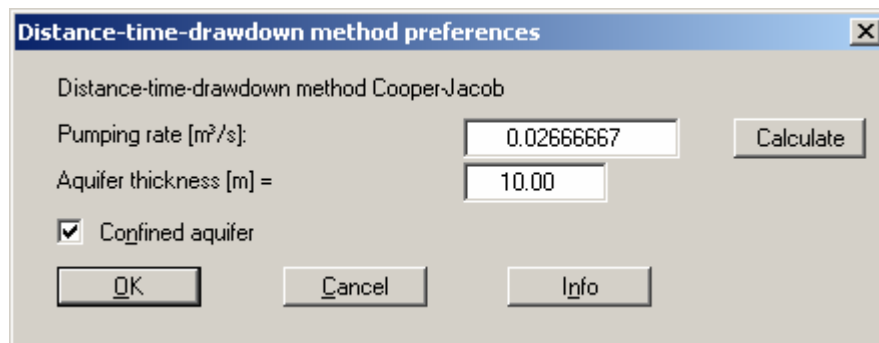 Distance-time-drawdown method preferences
Distance-time-drawdown method Cooper-Jacob
Pumping rate [m³/s]: 0.02666667 Calculate
Aquifer thickness [m] = 10.00
Confined aquifer
OK Cancel Info